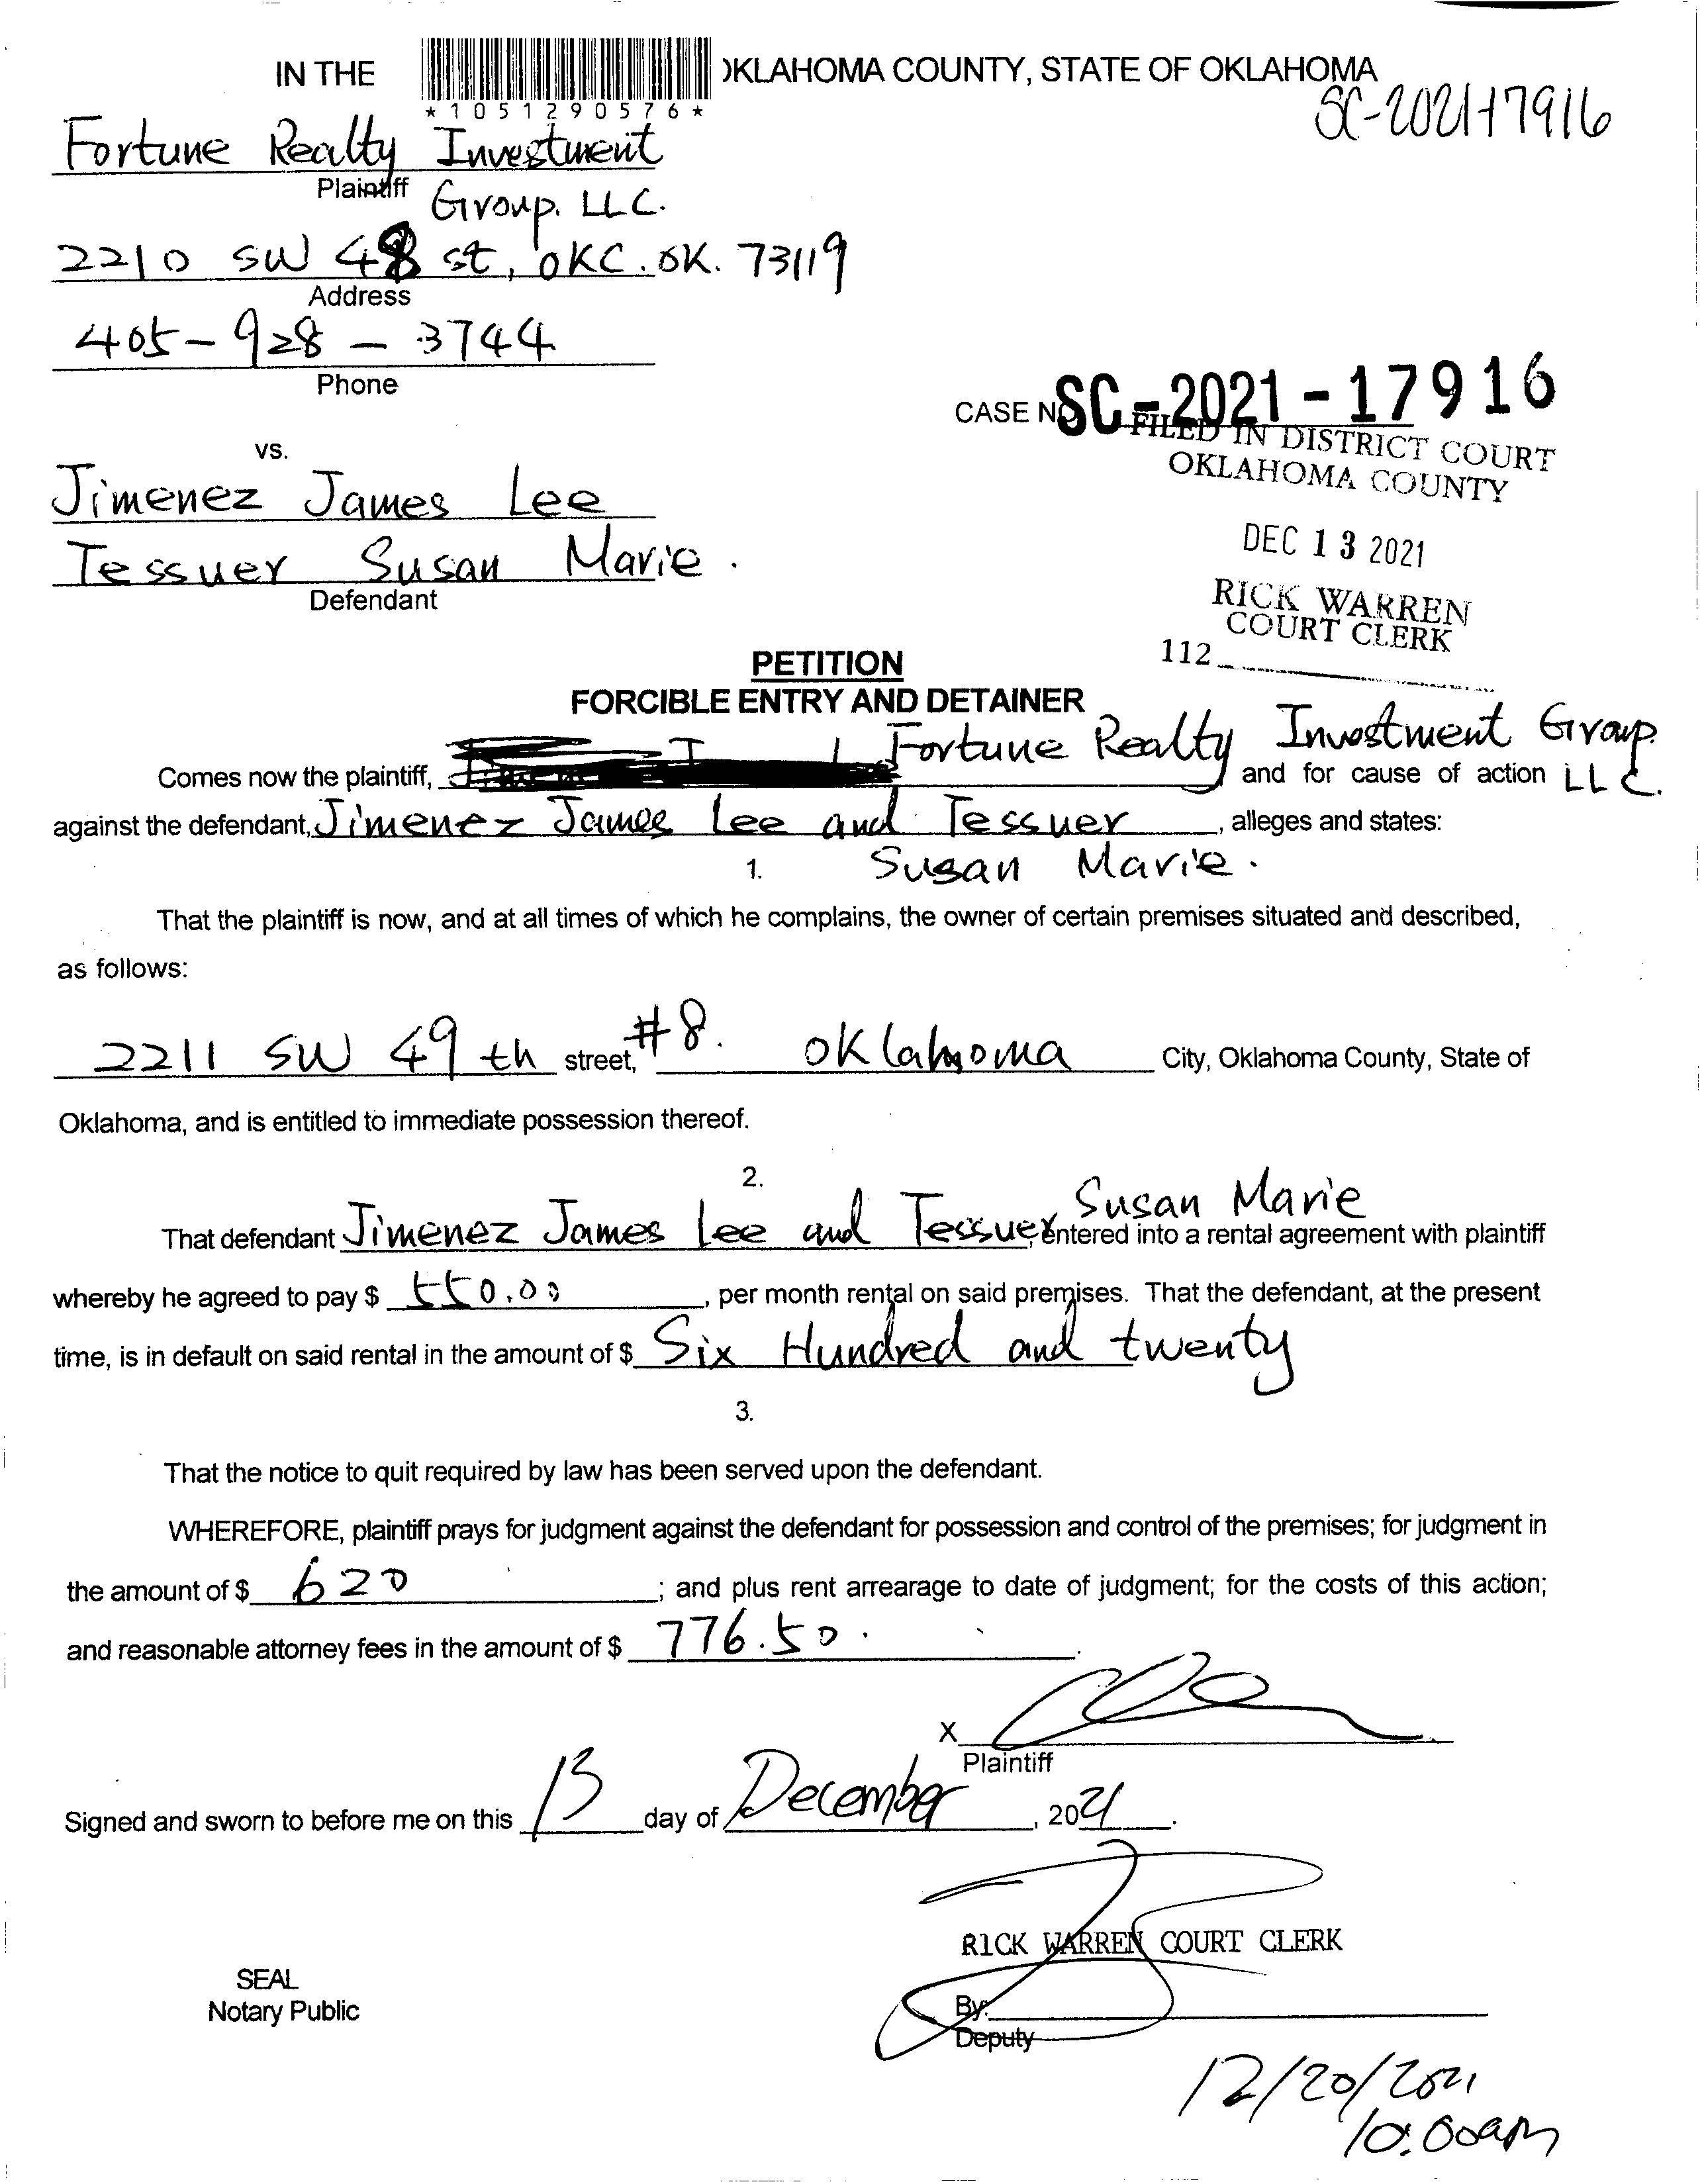 IN THE OKLAHOMA COUNTY, STATE OF OKLAHOMA
*1051290576*
SC-2021-17916
Fortune Realty Investment
Plaintiff
Group. LLC.
2210 SW 48 st, OKC. OK. 73119
Address
405-928-3744
Phone
CASE NO SC-2021-17916
FILED IN DISTRICT COURT
OKLAHOMA COUNTY
vs.
Jimenez James Lee
DEC 13 2021
Tessuer Susan Marie.
Defendant
RICK WARREN
COURT CLERK
112
PETITION
FORCIBLE ENTRY AND DETAINER
Comes now the plaintiff, Fortune Realty Investment Group. LLC. and for cause of action
against the defendant, Jimenez James Lee and Tessuer, alleges and states:
1. Susan Marie.
That the plaintiff is now, and at all times of which he complains, the owner of certain premises situated and described,
as follows:
2211 SW 49 th street, #8. Oklahoma City, Oklahoma County, State of
Oklahoma, and is entitled to immediate possession thereof.
2.
That defendant Jimenez James Lee and Tessuer Susan Marie, entered into a rental agreement with plaintiff
whereby he agreed to pay $ 550.00, per month rental on said premises. That the defendant, at the present
time, is in default on said rental in the amount of $ Six Hundred and twenty
3.
That the notice to quit required by law has been served upon the defendant.
WHEREFORE, plaintiff prays for judgment against the defendant for possession and control of the premises; for judgment in
the amount of $ 620; and plus rent arrearage to date of judgment; for the costs of this action;
and reasonable attorney fees in the amount of $ 776.50.
X
Plaintiff
Signed and sworn to before me on this 13 day of December, 2021.
RICK WARREN COURT CLERK
SEAL
Notary Public
By:
Deputy
12/20/2021
10:00am